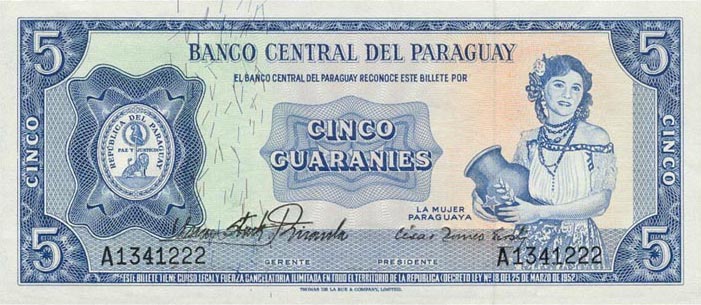 5
BANCO CENTRAL DEL PARAGUAY
5
EL BANCO CENTRAL DEL PARAGUAY RECONOCE ESTE BILLETE POR
CINCO
REPUBLICA DEL PARAGUAY
PAZ Y JUSTICIA
CINCO
GUARANIES
CINCO
LA MUJER
PARAGUAYA
5
A1341222
GERENTE
PRESIDENTE
A1341222
5
ESTE BILLETE TIENE CURSO LEGAL Y FUERZA CANCELATORIA ILIMITADA EN TODO EL TERRITORIO DE LA REPUBLICA (DECRETO LEY Nº 18 DEL 25 DE MARZO DE 1952)
THOMAS DE LA RUE & COMPANY, LIMITED.